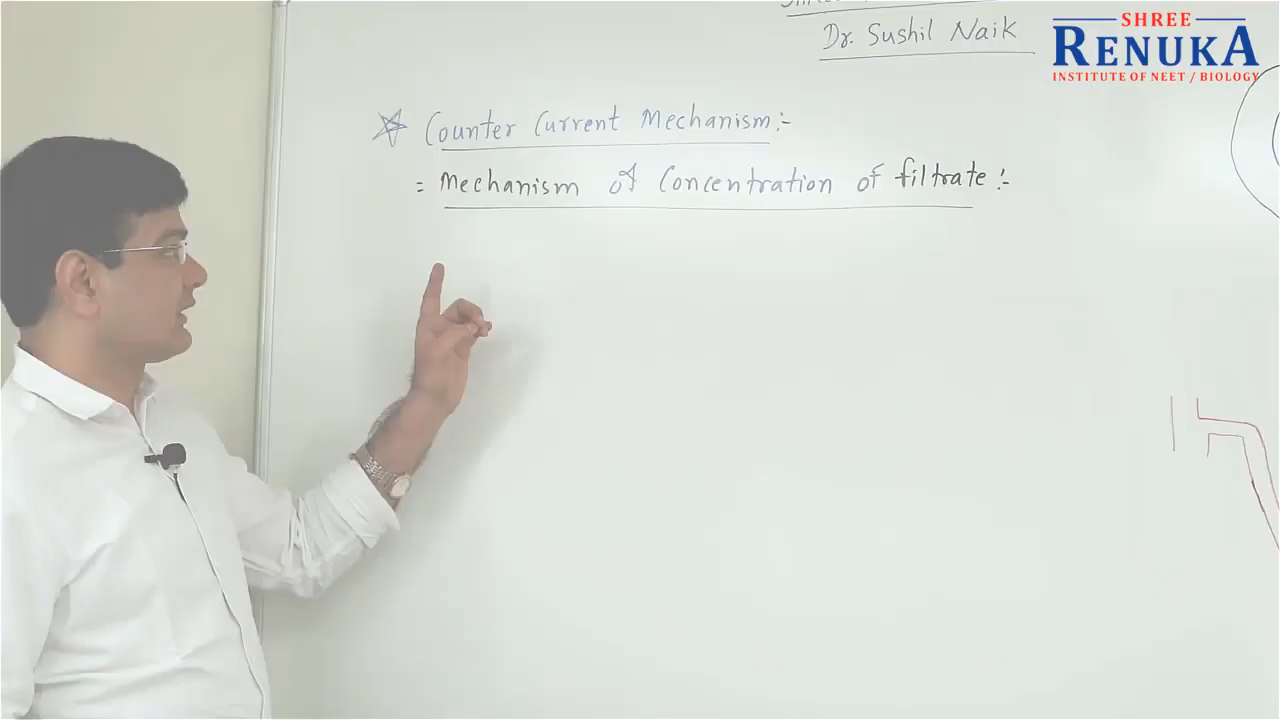 Dr. Sushil Naik
SHREE
RENUKA
INSTITUTE OF NEET / BIOLOGY
Counter Current Mechanism:-
= Mechanism of Concentration of filtrate:-